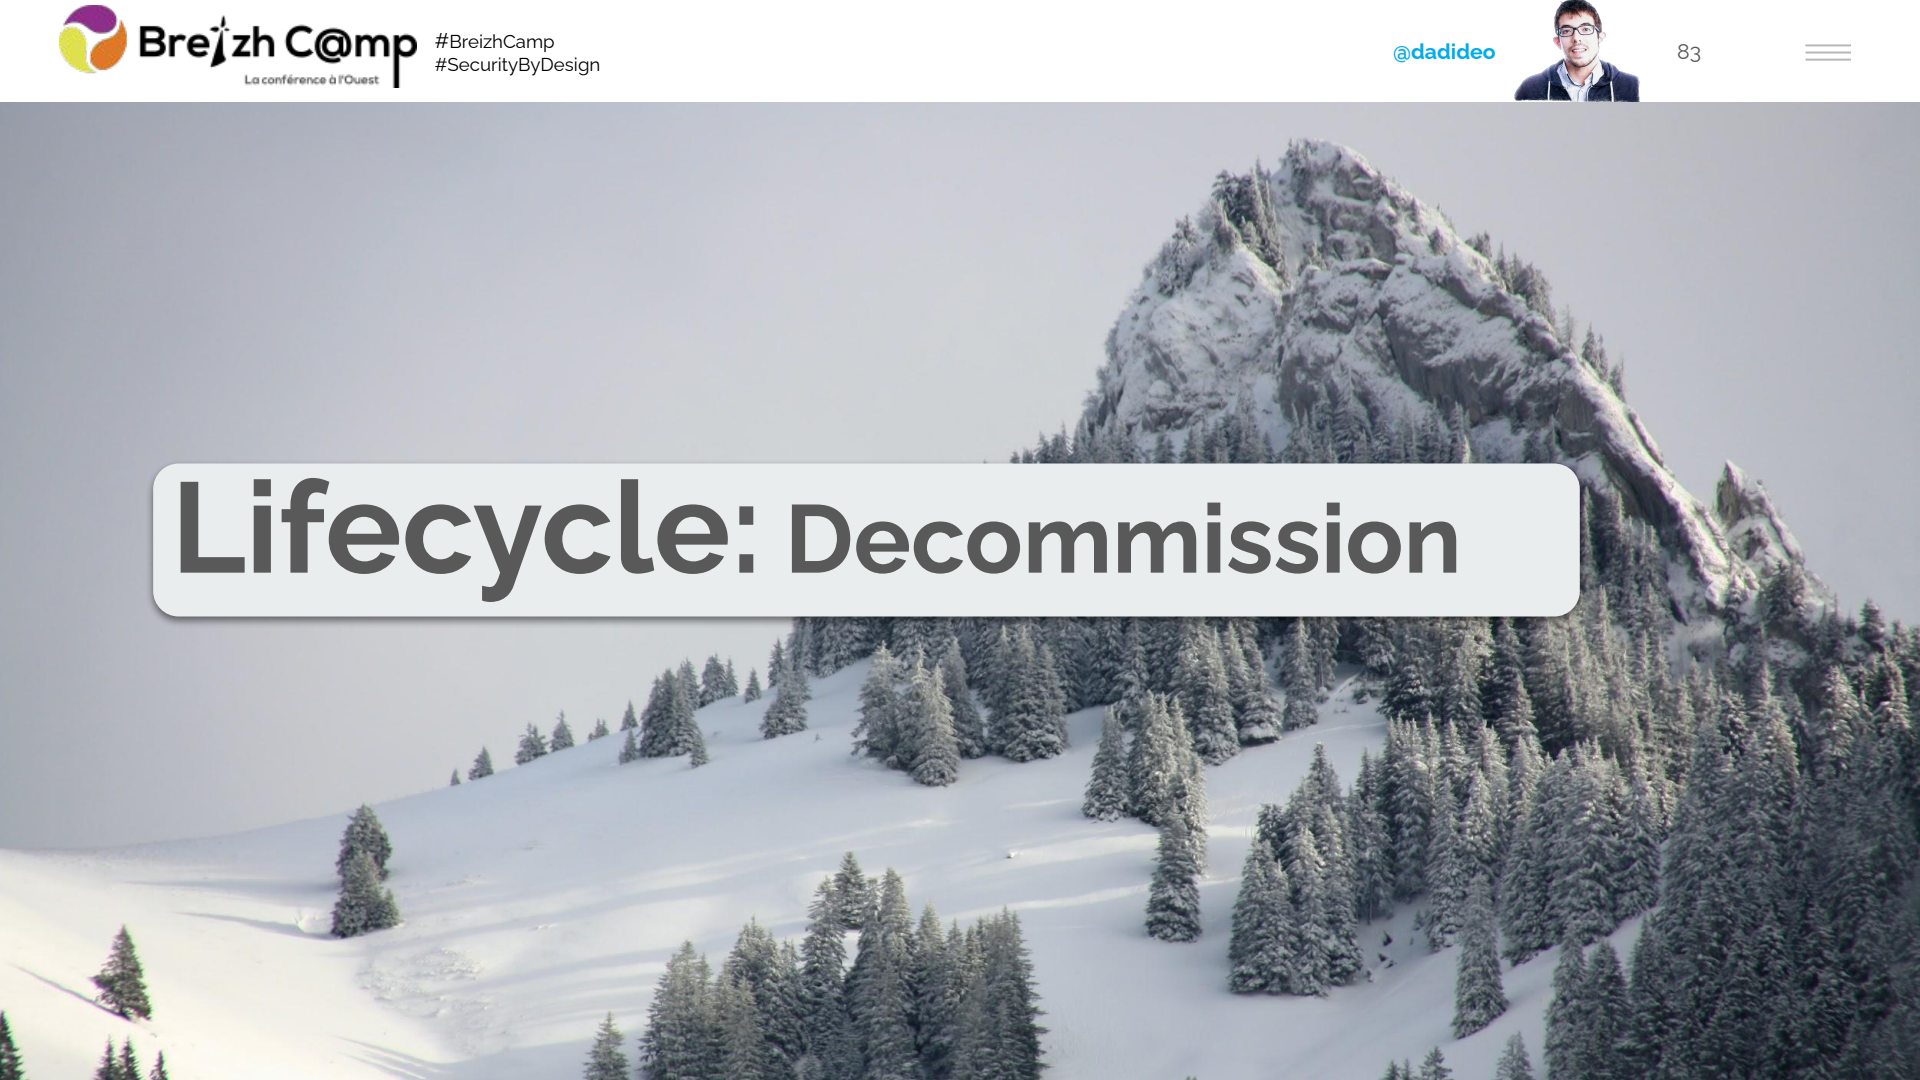 Breizh C@mp
La conférence à l'Ouest
#BreizhCamp
#SecurityByDesign
@dadideo
83
Lifecycle: Decommission